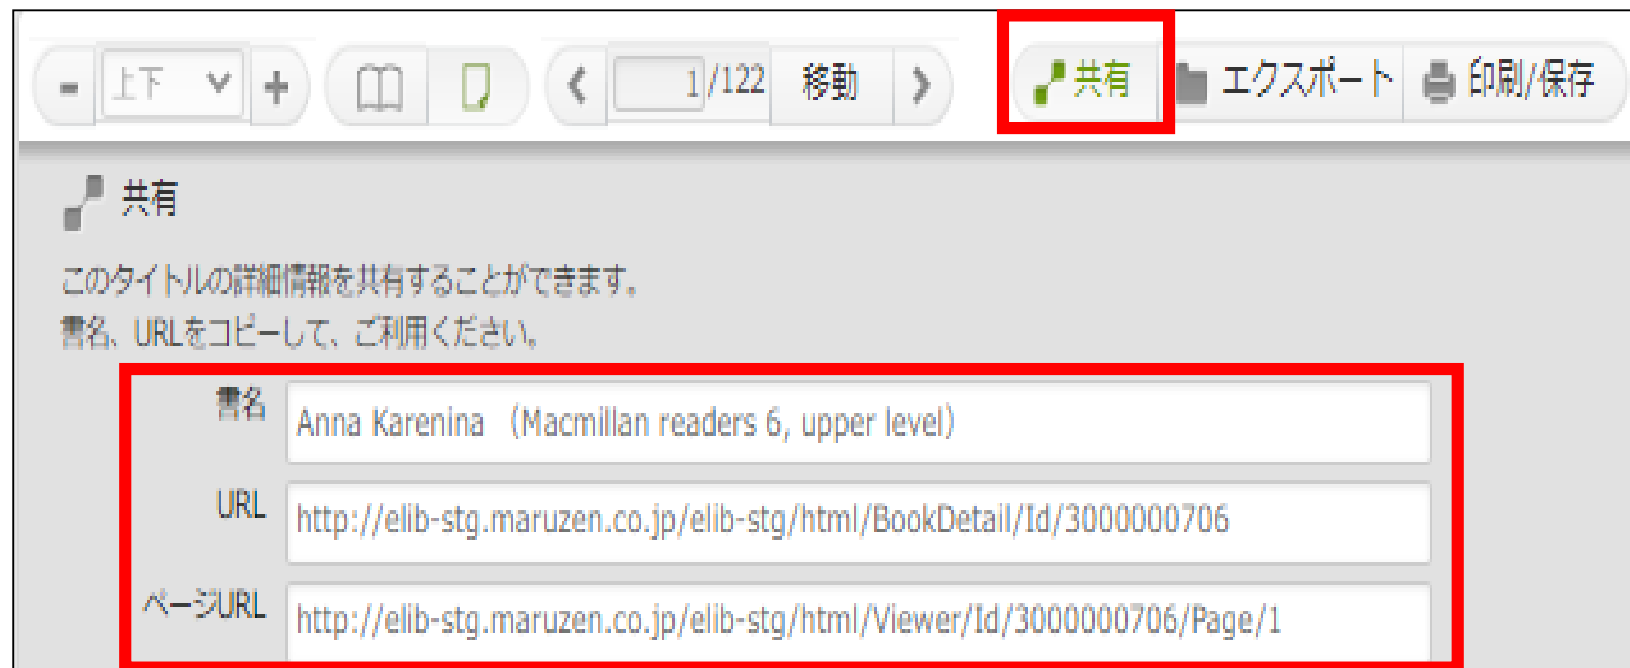 - 上下 + 1/122 移動 共有 エクスポート 印刷/保存
共有
このタイトルの詳細情報を共有することができます。
書名、URLをコピーして、ご利用ください。
書名 Anna Karenina （Macmillan readers 6, upper level）
URL http://elib-stg.maruzen.co.jp/elib-stg/html/BookDetail/Id/3000000706
ページURL http://elib-stg.maruzen.co.jp/elib-stg/html/Viewer/Id/3000000706/Page/1